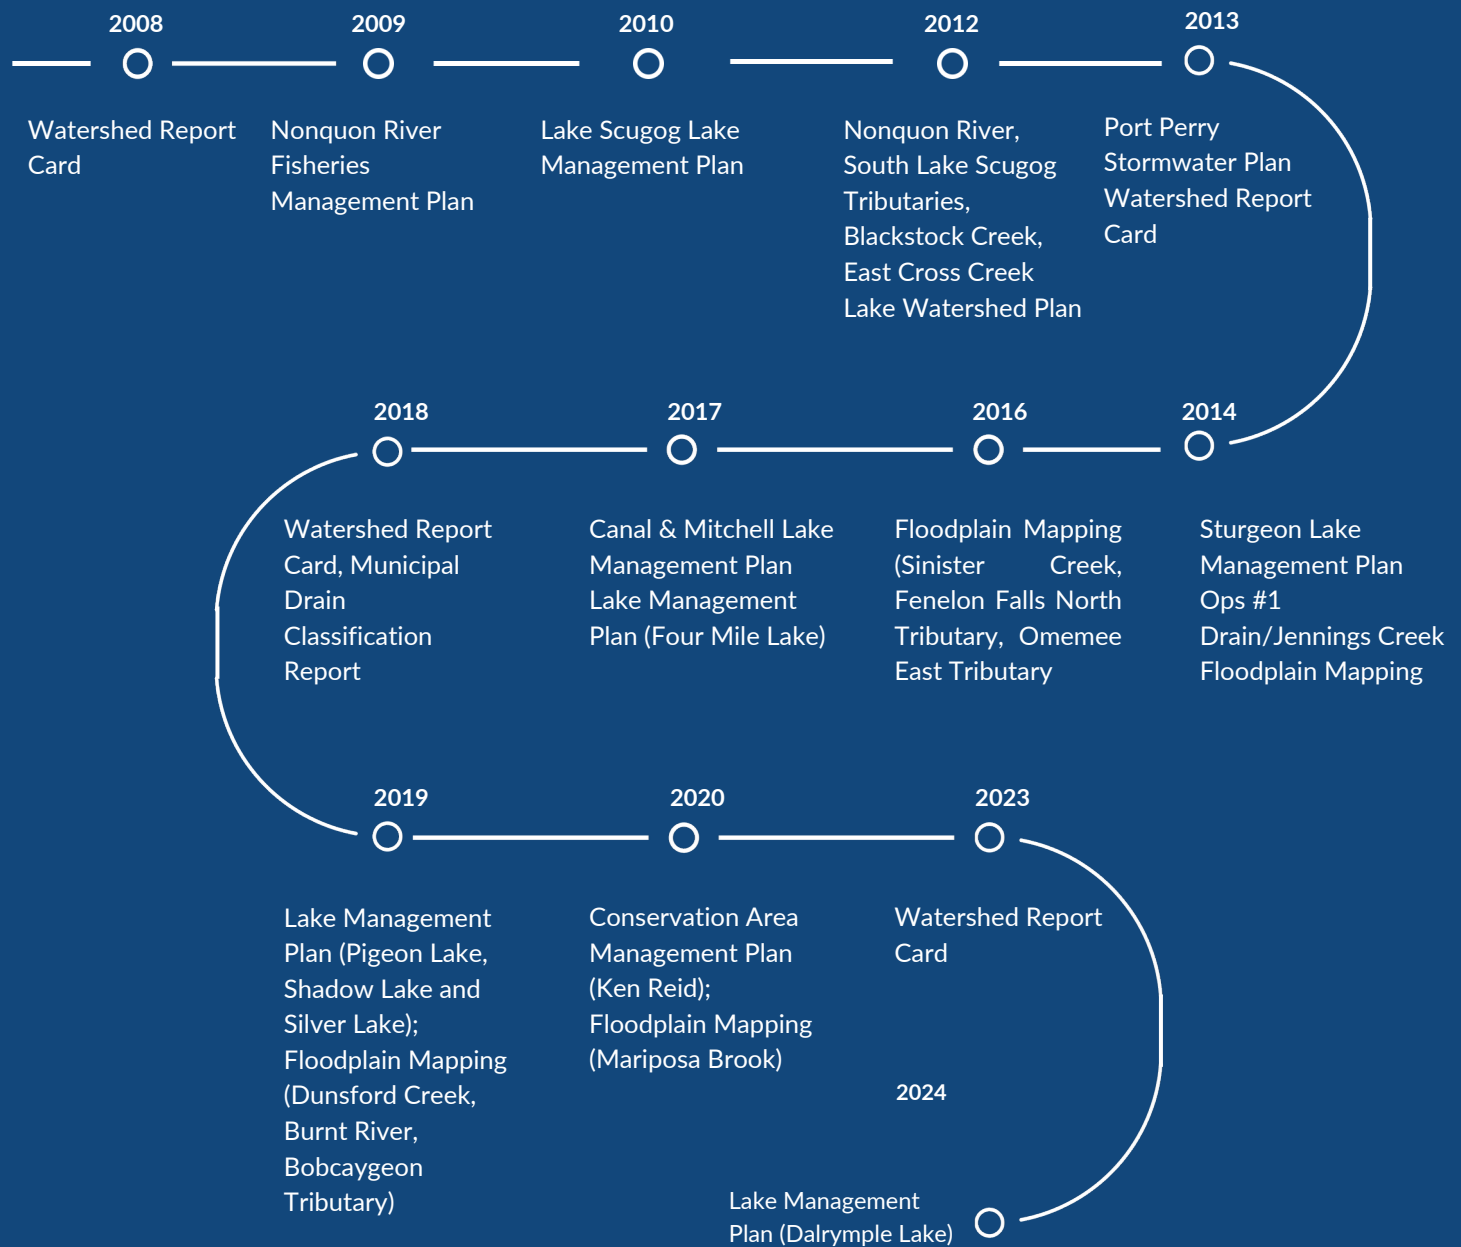 2008
Watershed Report
Card
2009
Nonquon River
Fisheries
Management Plan
2010
Lake Scugog Lake
Management Plan
2012
Nonquon River,
South Lake Scugog
Tributaries,
Blackstock Creek,
East Cross Creek
Lake Watershed Plan
2013
Port Perry
Stormwater Plan
Watershed Report
Card
2014
Sturgeon Lake
Management Plan
Ops #1
Drain/Jennings Creek
Floodplain Mapping
2016
Floodplain Mapping
(Sinister Creek,
Fenelon Falls North
Tributary, Omemee
East Tributary
2017
Canal & Mitchell Lake
Management Plan
Lake Management
Plan (Four Mile Lake)
2018
Watershed Report
Card, Municipal
Drain
Classification
Report
2019
Lake Management
Plan (Pigeon Lake,
Shadow Lake and
Silver Lake);
Floodplain Mapping
(Dunsford Creek,
Burnt River,
Bobcaygeon
Tributary)
2020
Conservation Area
Management Plan
(Ken Reid);
Floodplain Mapping
(Mariposa Brook)
2023
Watershed Report
Card
2024
Lake Management
Plan (Dalrymple Lake)